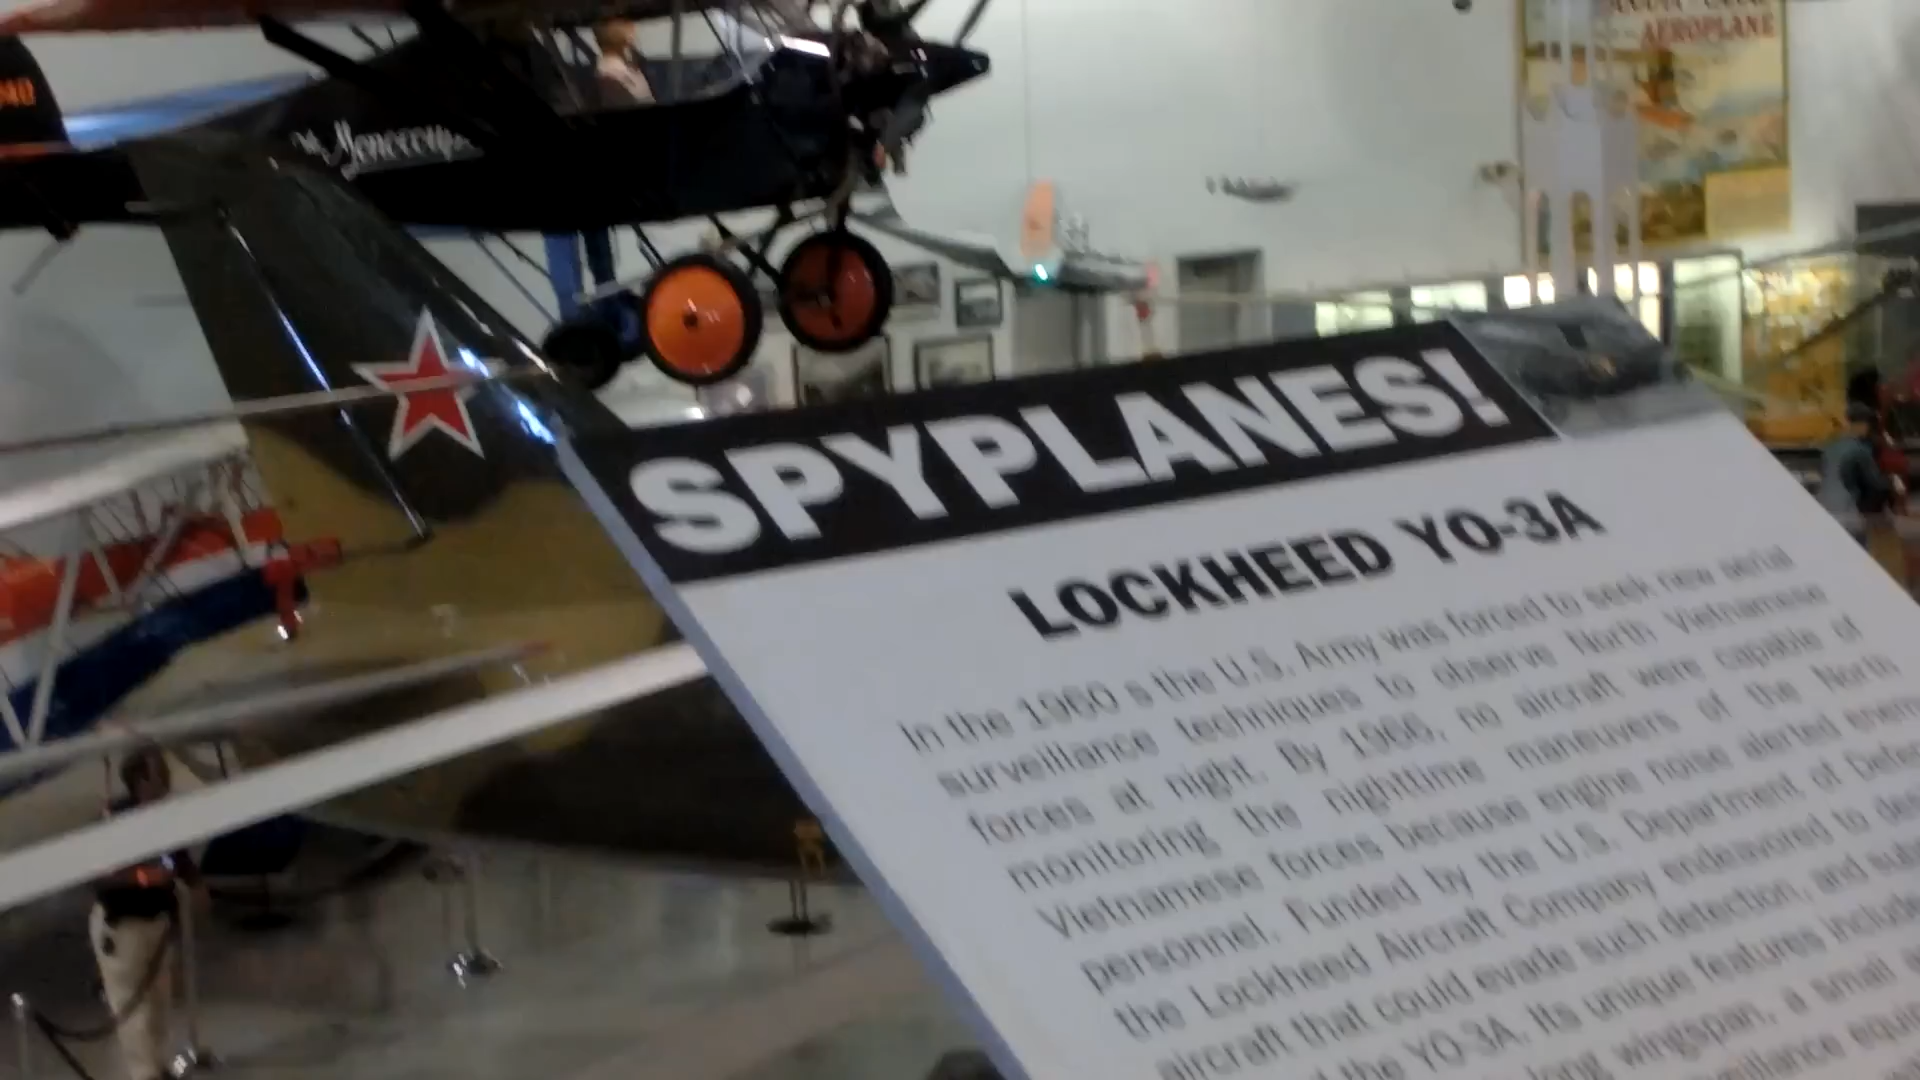 AEROPLANE
Monocoupe
SPYPLANES!
LOCKHEED YO-3A
In the 1960's the U.S. Army was forced to seek new aerial
surveillance techniques to observe North Vietnamese
forces at night. By 1966, no aircraft were capable of
monitoring the nighttime maneuvers of the North
Vietnamese forces because engine noise alerted enemy
personnel. Funded by the U.S. Department of
the Lockheed Aircraft Company endeavored to
aircraft that could evade such detection, and
the YO-3A. Its unique features
long wingspan, a small